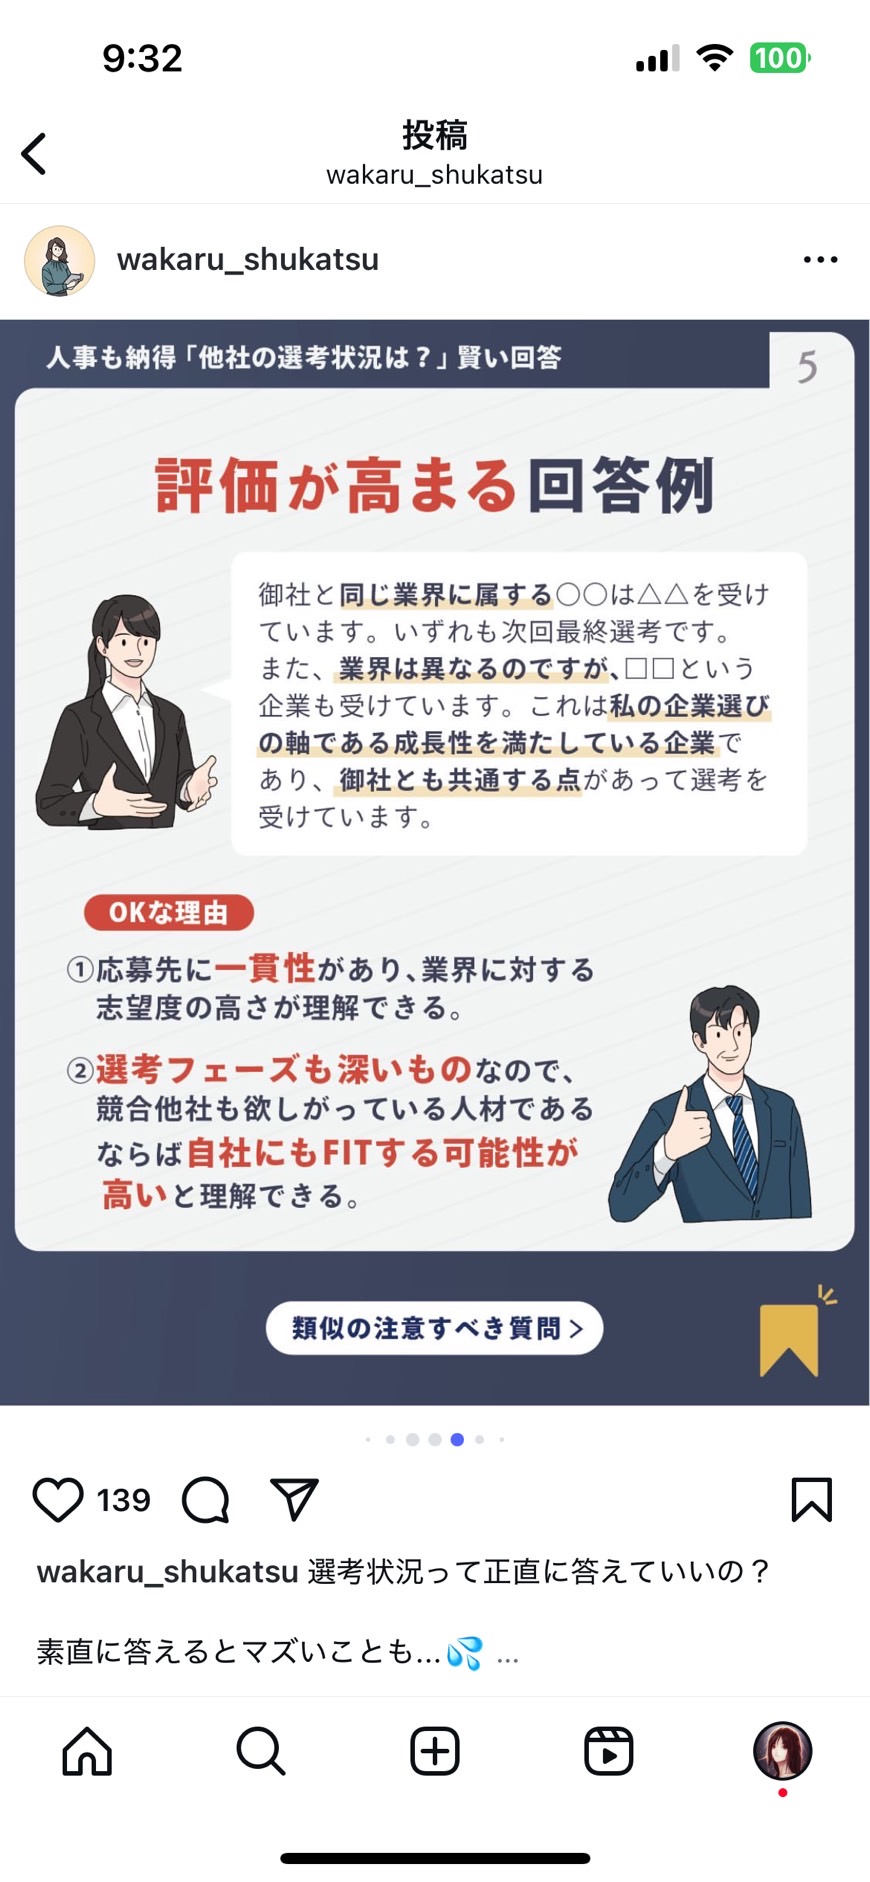 9:32
100
投稿
wakaru_shukatsu
wakaru_shukatsu
人事も納得「他社の選考状況は？」賢い回答
5
評価が高まる回答例
御社と同じ業界に属する〇〇は△△を受け
ています。いずれも次回最終選考です。
また、業界は異なるのですが、□□という
企業も受けています。これは私の企業選び
の軸である成長性を満たしている企業で
あり、御社とも共通する点があって選考を
受けています。
OKな理由
①応募先に一貫性があり、業界に対する
志望度の高さが理解できる。
②選考フェーズも深いものなので、
競合他社も欲しがっている人材である
ならば自社にもFITする可能性が
高いと理解できる。
類似の注意すべき質問 >
139
wakaru_shukatsu 選考状況って正直に答えていいの？
素直に答えるとマズいことも...💦 ...